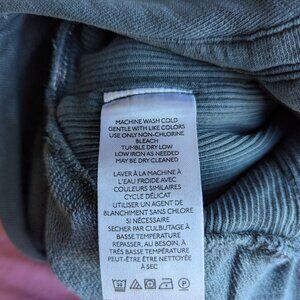 MACHINE WASH COLD
GENTLE WITH LIKE COLORS
USE ONLY NON-CHLORINE
BLEACH
TUMBLE DRY LOW
LOW IRON AS NEEDED
MAY BE DRY CLEANED
LAVER À LA MACHINE À
L'EAU FROIDE AVEC
COULEURS SIMILAIRES
CYCLE DÉLICAT
UTILISER UN AGENT DE
BLANCHIMENT SANS CHLORE
SI NÉCESSAIRE
SECHER PAR CULBUTAGE À
BASSE TEMPÉRATURE
REPASSER, AU BESOIN, À
TRÈS BASSE TEMPÉRATURE
PEUT-ÊTRE ÊTRE NETTOYÉE
À SEC